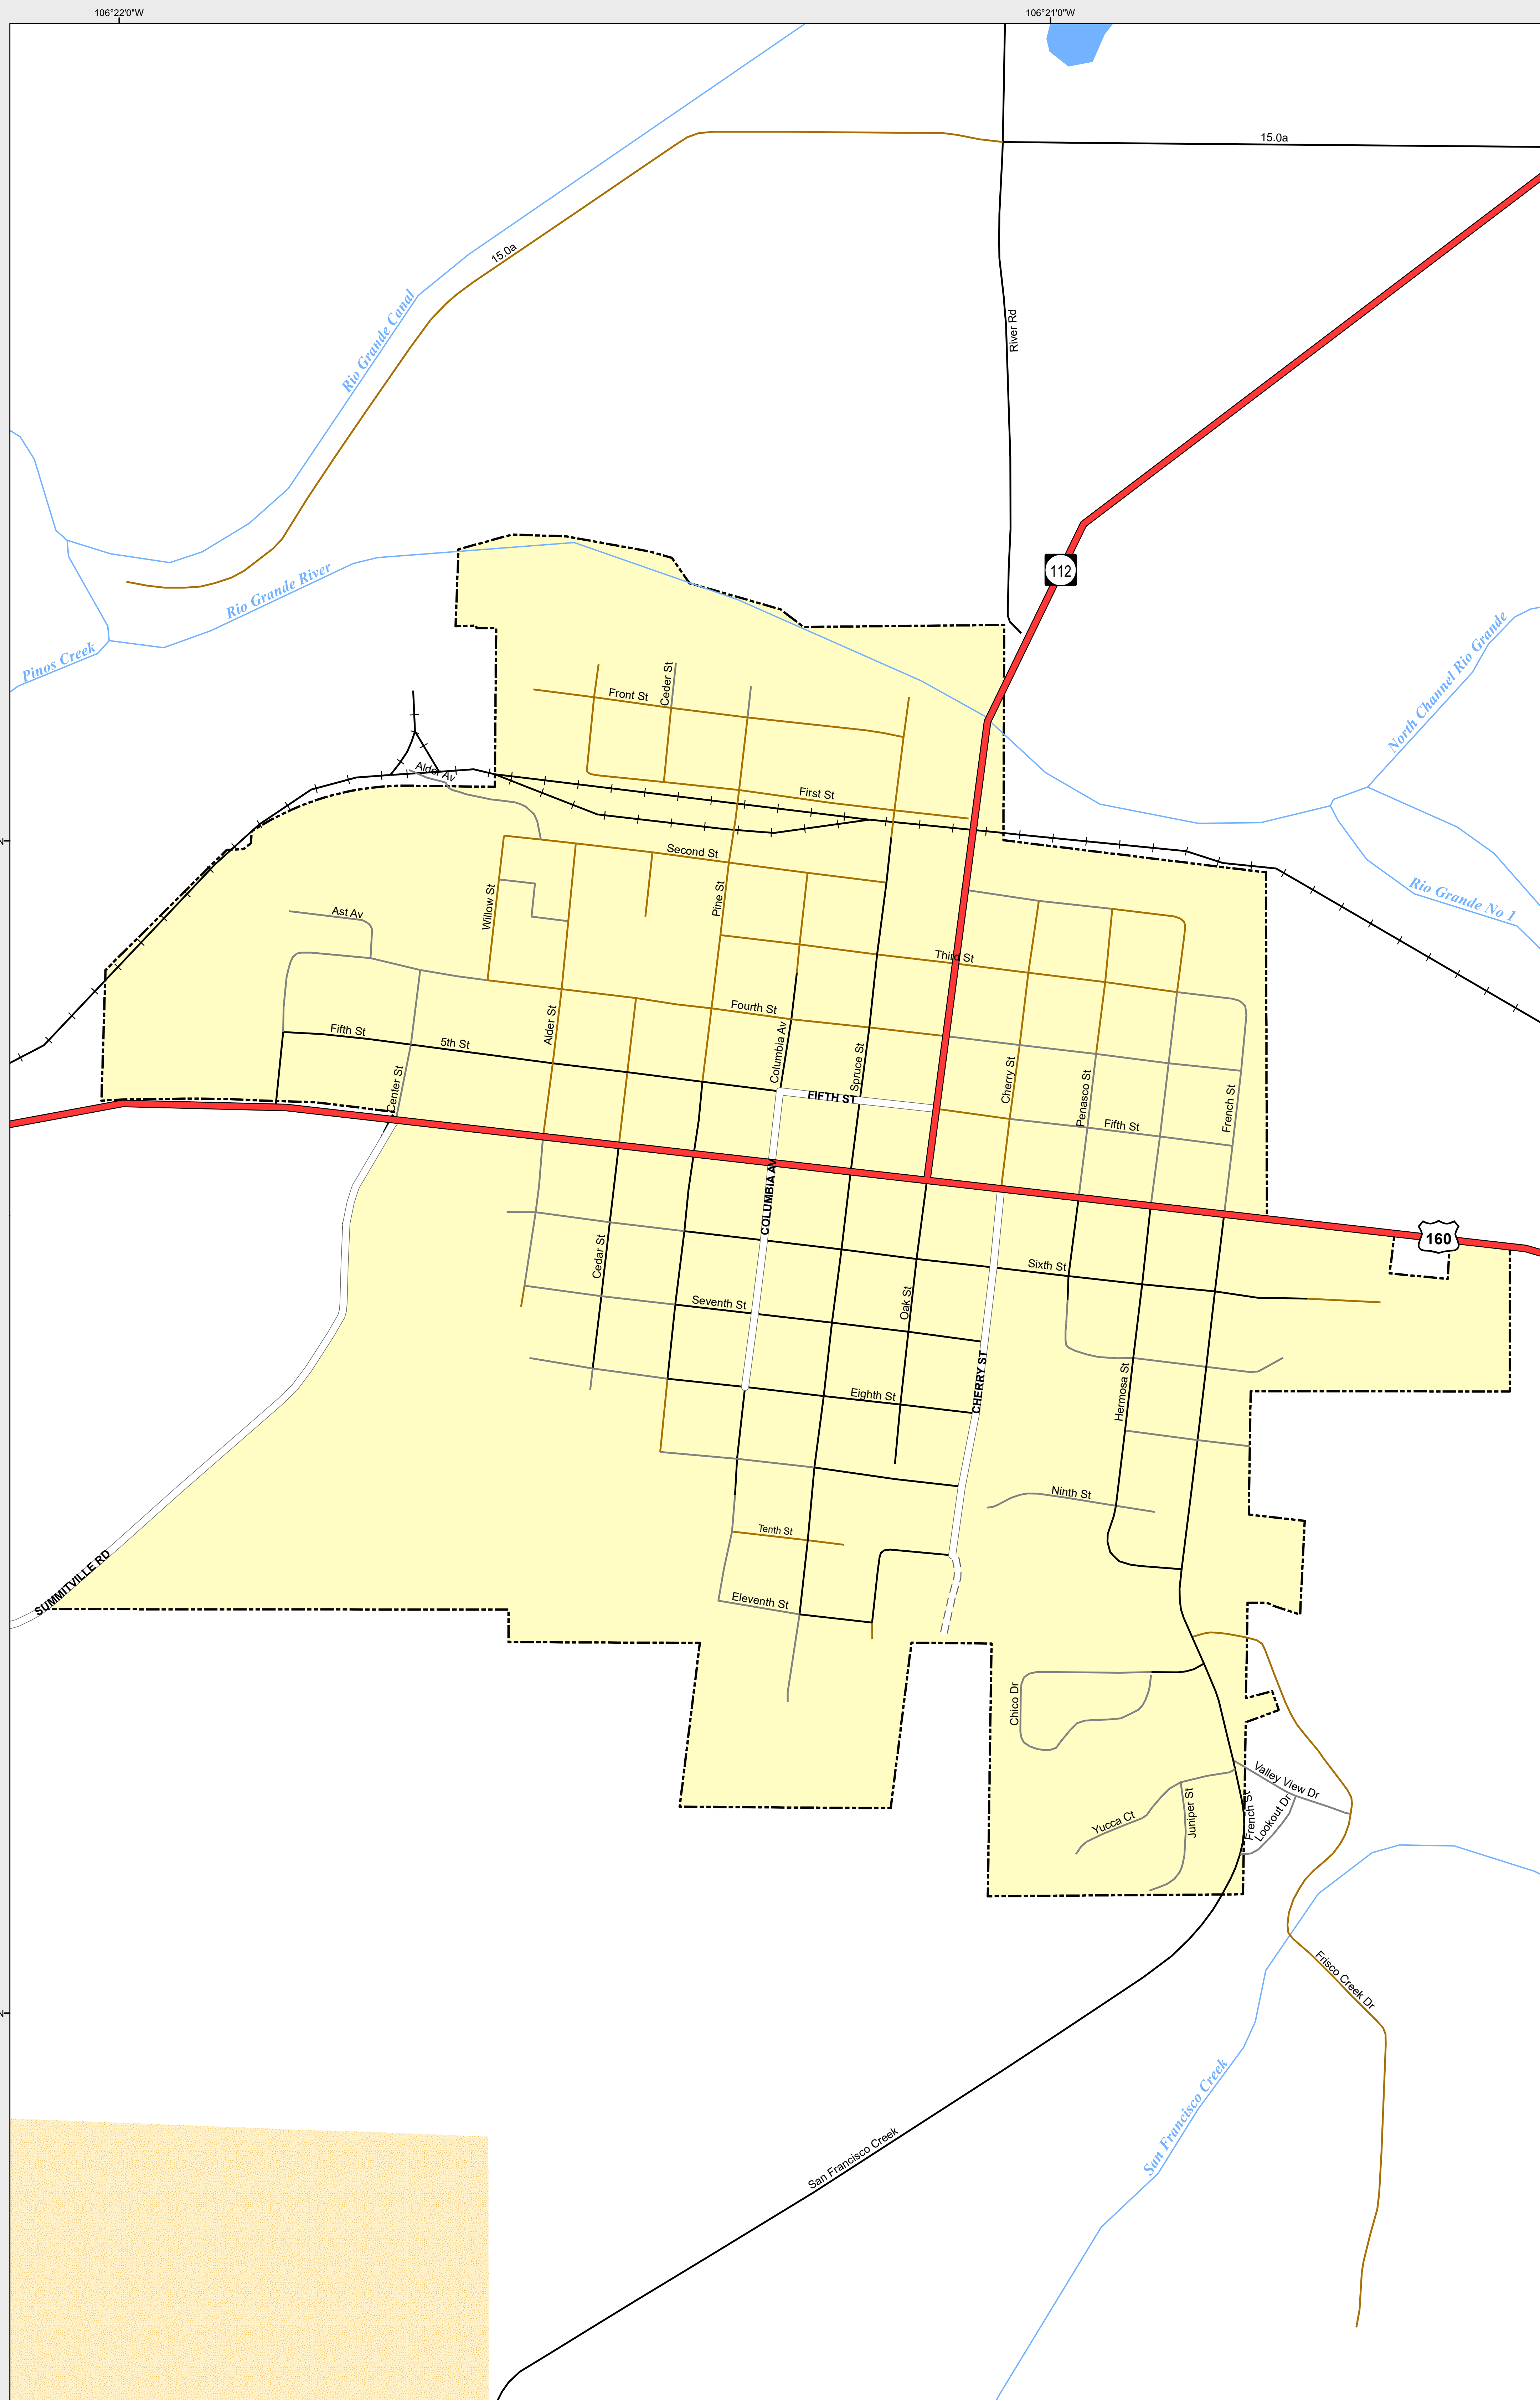 106°22'0"W
106°21'0"W
15.0a
15.0a
Rio Grande Canal
River Rd
112
Rio Grande River
Pinos Creek
North Channel Rio Grande
Ceder St
Front St
Alder Av
First St
Second St
Rio Grande No 1
Willow St
Pine St
Ast Av
Third St
Fourth St
Alder St
Fifth St
5th St
Columbia Av
Spruce St
Cherry St
Penasco St
French St
Center St
FIFTH ST
Fifth St
COLUMBIA AV
160
Cedar St
Sixth St
Oak St
Seventh St
CHERRY ST
Hermosa St
Eighth St
Ninth St
Tenth St
SUMMITVILLE RD
Eleventh St
Chico Dr
Valley View Dr
Yucca Ct
Juniper St
French St
Lookout Dr
Frisco Creek Dr
San Francisco Creek
San Francisco Creek